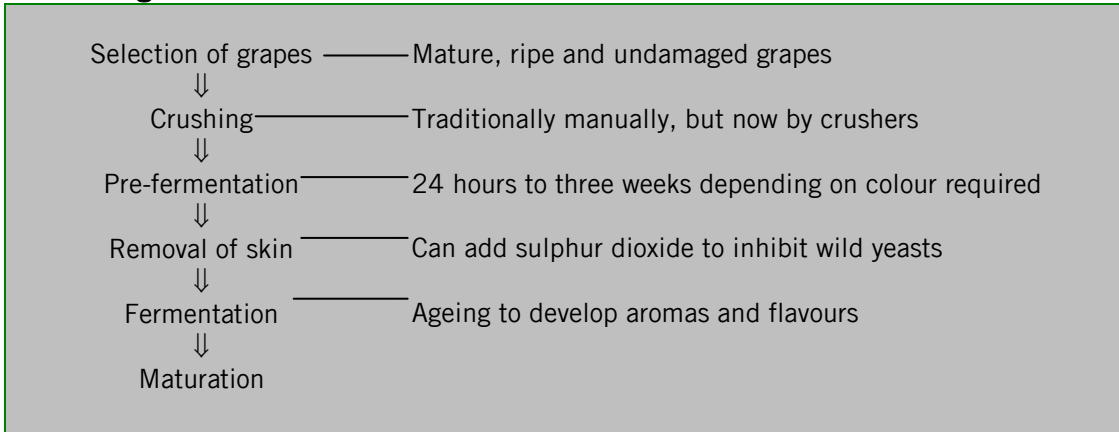 Selection of grapes Mature, ripe and undamaged grapes
⇓
Crushing Traditionally manually, but now by crushers
⇓
Pre-fermentation 24 hours to three weeks depending on colour required
⇓
Removal of skin Can add sulphur dioxide to inhibit wild yeasts
⇓
Fermentation Ageing to develop aromas and flavours
⇓
Maturation